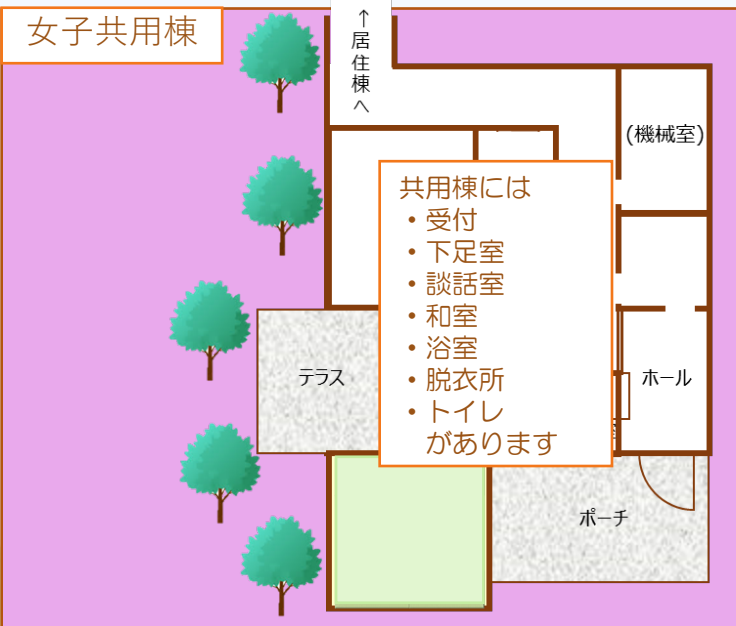 女子共用棟
↑居住棟へ
(機械室)
共用棟には
・受付
・下足室
・談話室
・和室
・浴室
・脱衣所
・トイレ
があります
テラス
ホール
ポーチ